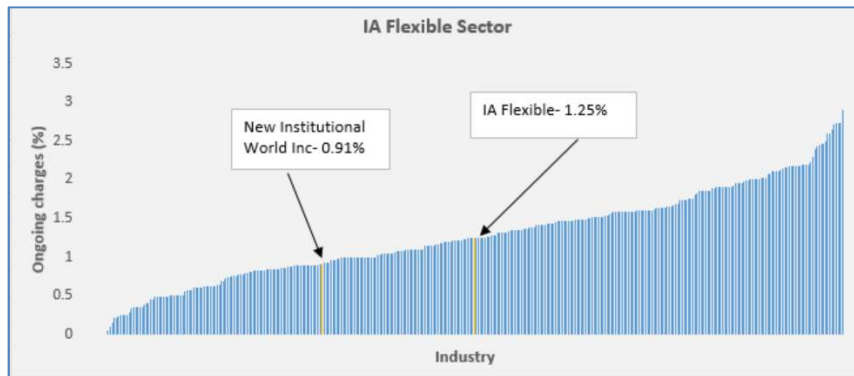 IA Flexible Sector
3.5
3
2.5
2
1.5
1
0.5
0
Ongoing charges (%)
New Institutional
World Inc- 0.91%
IA Flexible- 1.25%
Industry